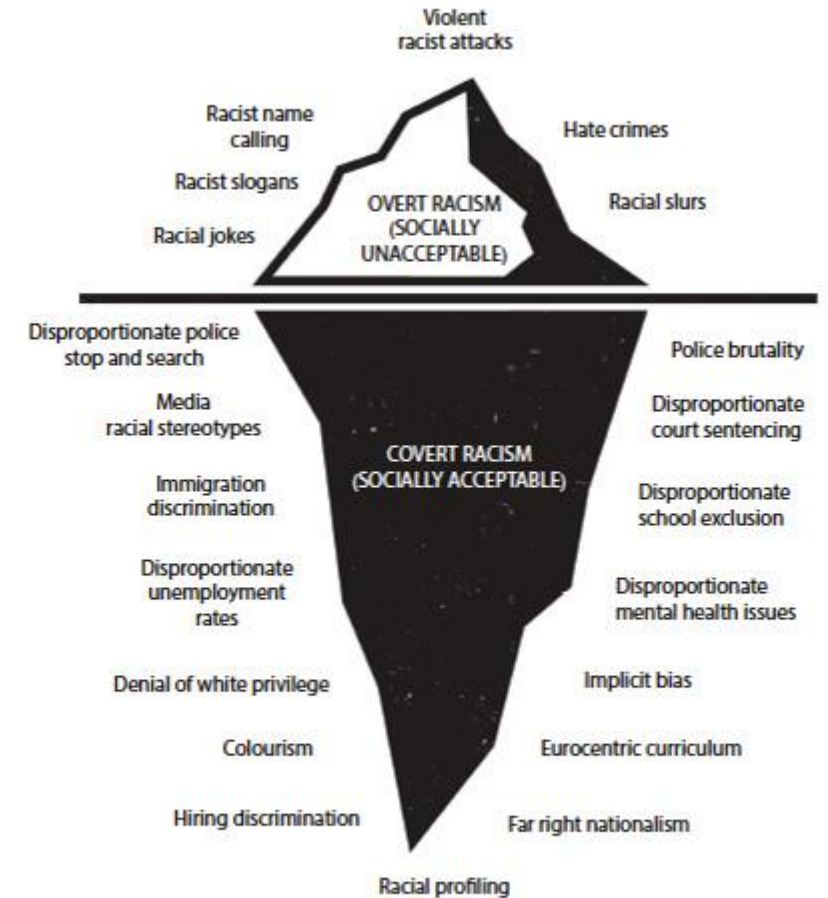 Violent
racist attacks
Racist name
calling
Hate crimes
Racist slogans
Racial slurs
Racial jokes
OVERT RACISM
(SOCIALLY
UNACCEPTABLE)
Disproportionate police
stop and search
Police brutality
Media
racial stereotypes
Disproportionate
court sentencing
COVERT RACISM
(SOCIALLY ACCEPTABLE)
Immigration
discrimination
Disproportionate
school exclusion
Disproportionate
unemployment
rates
Disproportionate
mental health issues
Denial of white privilege
Implicit bias
Colourism
Eurocentric curriculum
Hiring discrimination
Far right nationalism
Racial profiling